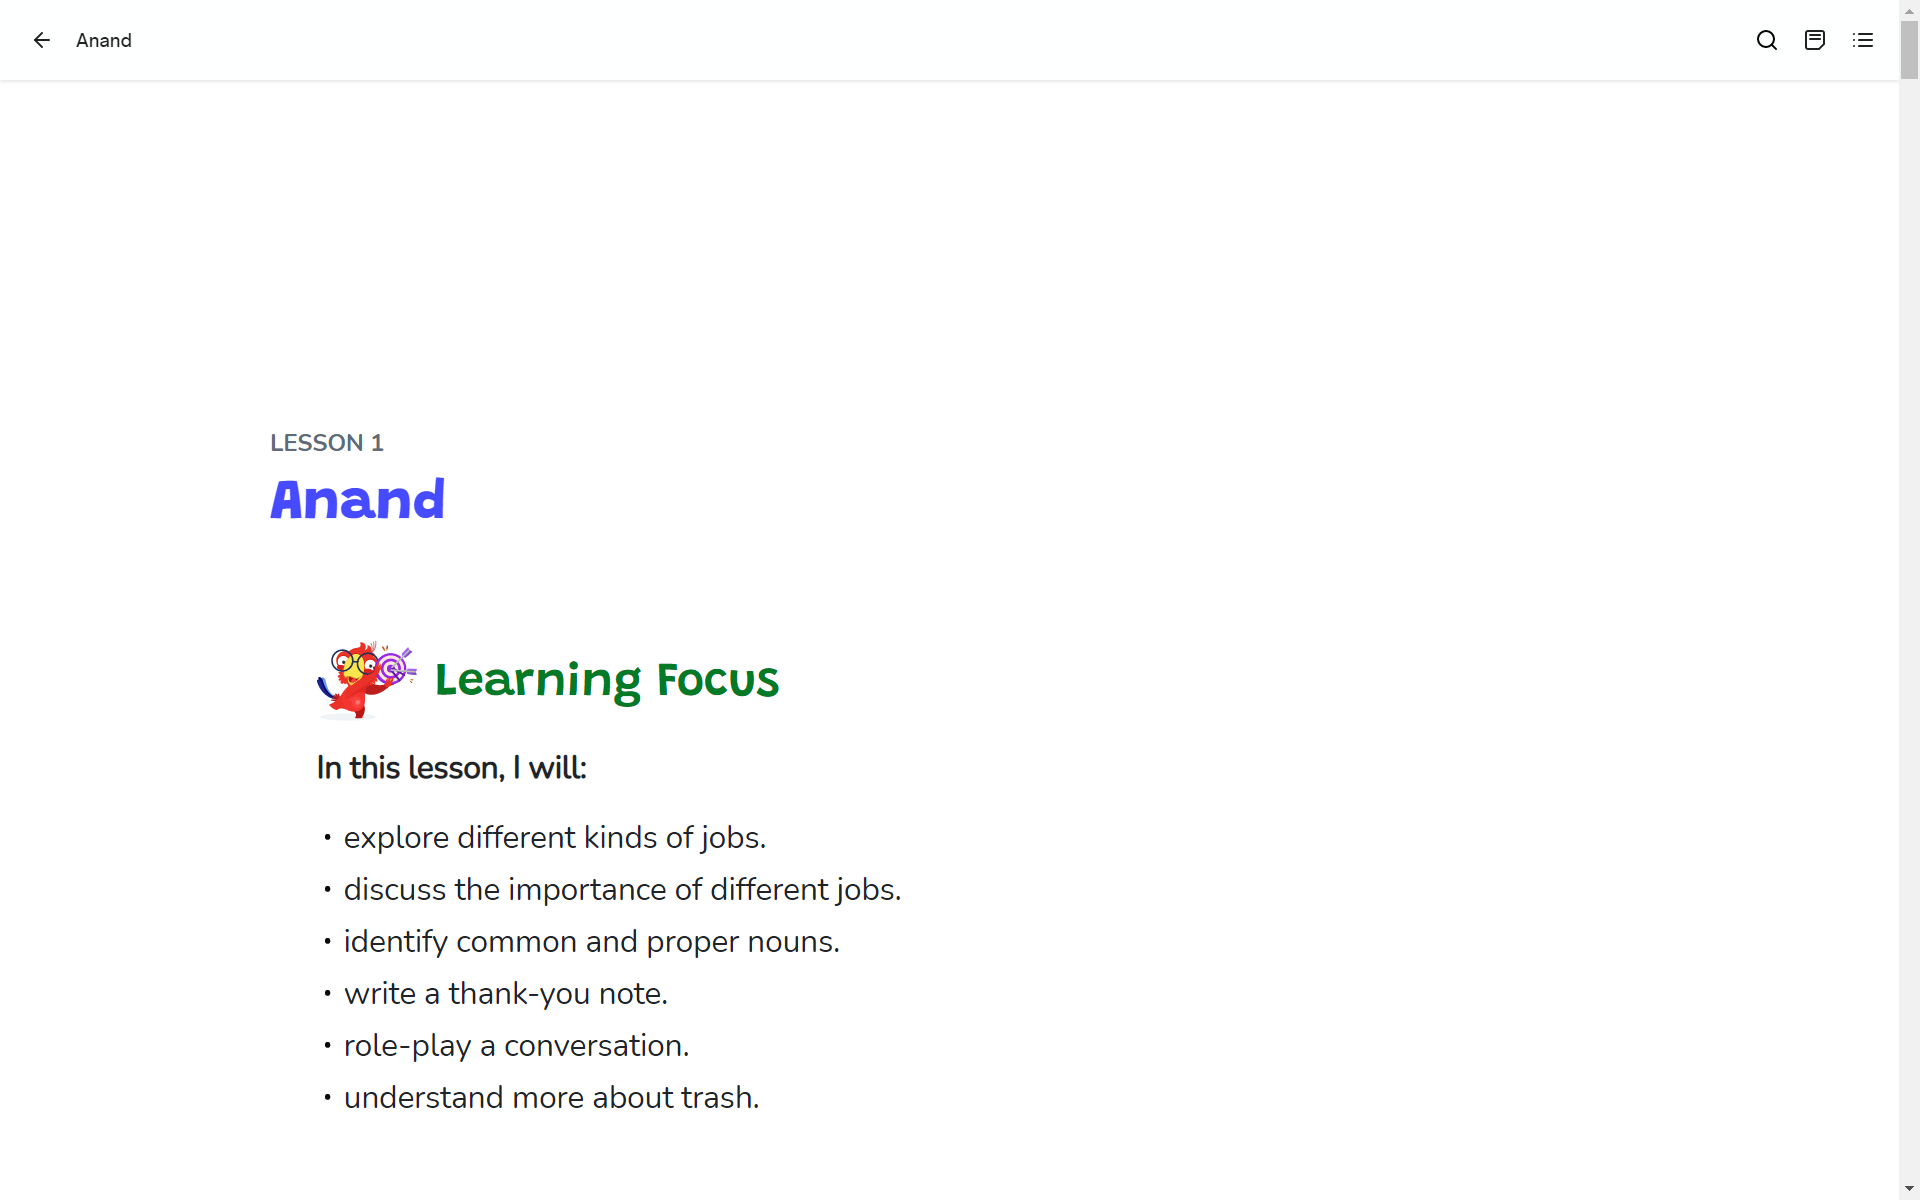 Anand
LESSON 1
Anand
Learning Focus
In this lesson, I will:
• explore different kinds of jobs.
• discuss the importance of different jobs.
• identify common and proper nouns.
• write a thank-you note.
• role-play a conversation.
• understand more about trash.